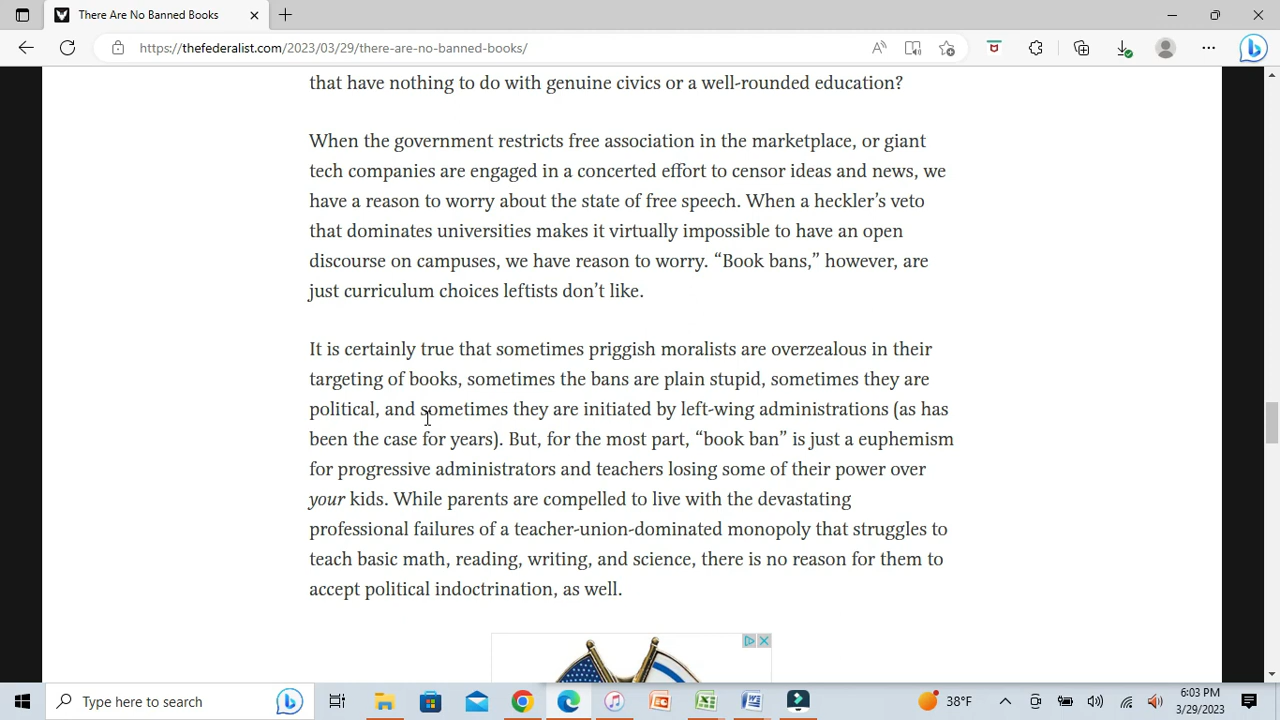 There Are No Banned Books
https://thefederalist.com/2023/03/29/there-are-no-banned-books/
that have nothing to do with genuine civics or a well-rounded education?
When the government restricts free association in the marketplace, or giant
tech companies are engaged in a concerted effort to censor ideas and news, we
have a reason to worry about the state of free speech. When a heckler’s veto
that dominates universities makes it virtually impossible to have an open
discourse on campuses, we have reason to worry. “Book bans,” however, are
just curriculum choices leftists don’t like.
It is certainly true that sometimes priggish moralists are overzealous in their
targeting of books, sometimes the bans are plain stupid, sometimes they are
political, and sometimes they are initiated by left-wing administrations (as has
been the case for years). But, for the most part, “book ban” is just a euphemism
for progressive administrators and teachers losing some of their power over
your kids. While parents are compelled to live with the devastating
professional failures of a teacher-union-dominated monopoly that struggles to
teach basic math, reading, writing, and science, there is no reason for them to
accept political indoctrination, as well.
Type here to search
38°F
6:03 PM
3/29/2023